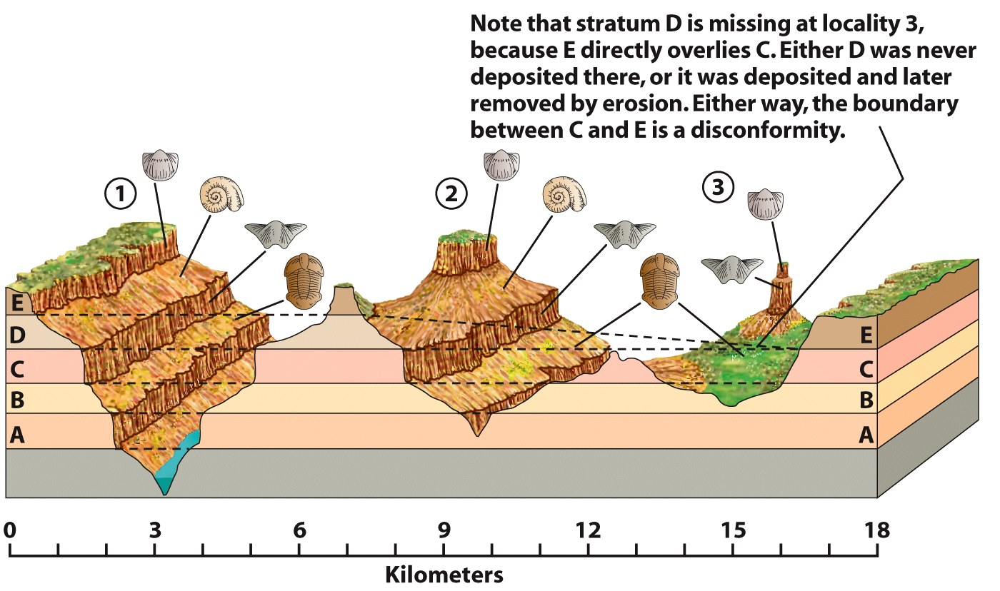 Note that stratum D is missing at locality 3,
because E directly overlies C. Either D was never
deposited there, or it was deposited and later
removed by erosion. Either way, the boundary
between C and E is a disconformity.
1
2
3
E
D
C
B
A
E
C
B
A
0 3 6 9 12 15 18
Kilometers